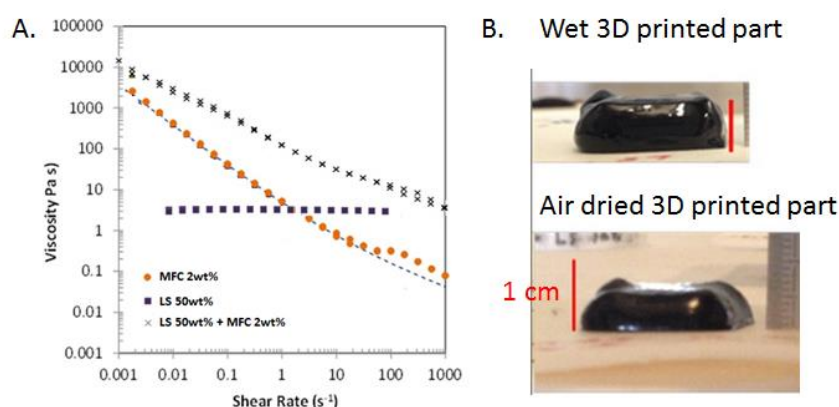 A.
100000
10000
1000
100
10
1
0.1
0.01
0.001
Viscosity Pa s
MFC 2wt%
LS 50wt%
LS 50wt% + MFC 2wt%
0.001 0.01 0.1 1 10 100 1000
Shear Rate (s⁻¹)
B. Wet 3D printed part
Air dried 3D printed part
1 cm